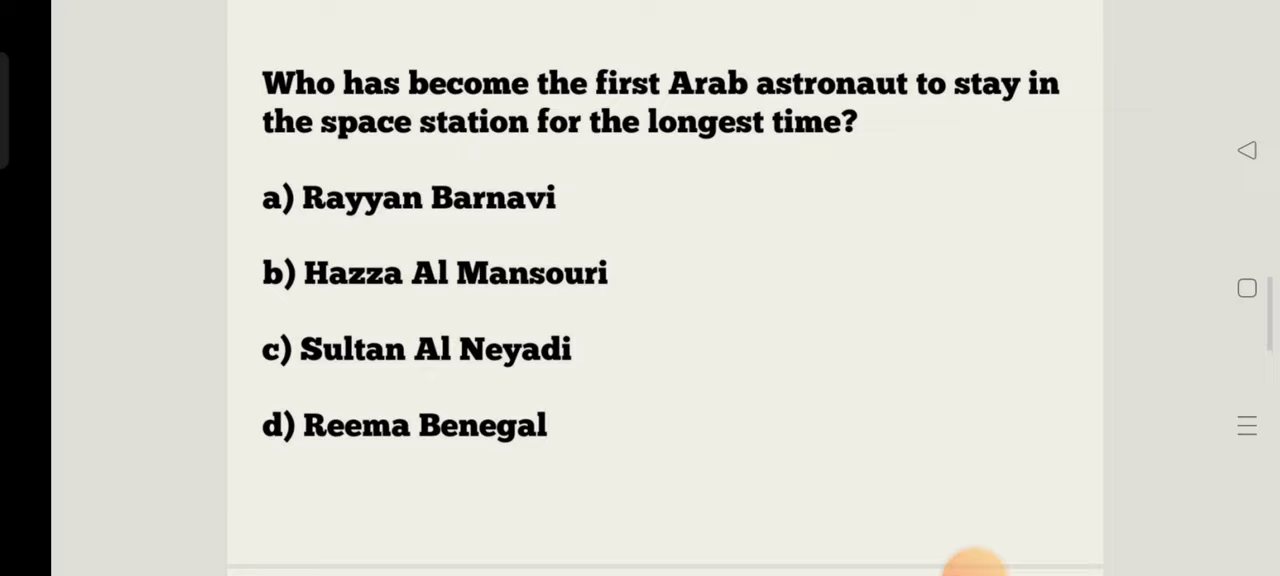 Who has become the first Arab astronaut to stay in
the space station for the longest time?
a) Rayyan Barnavi
b) Hazza Al Mansouri
c) Sultan Al Neyadi
d) Reema Benegal